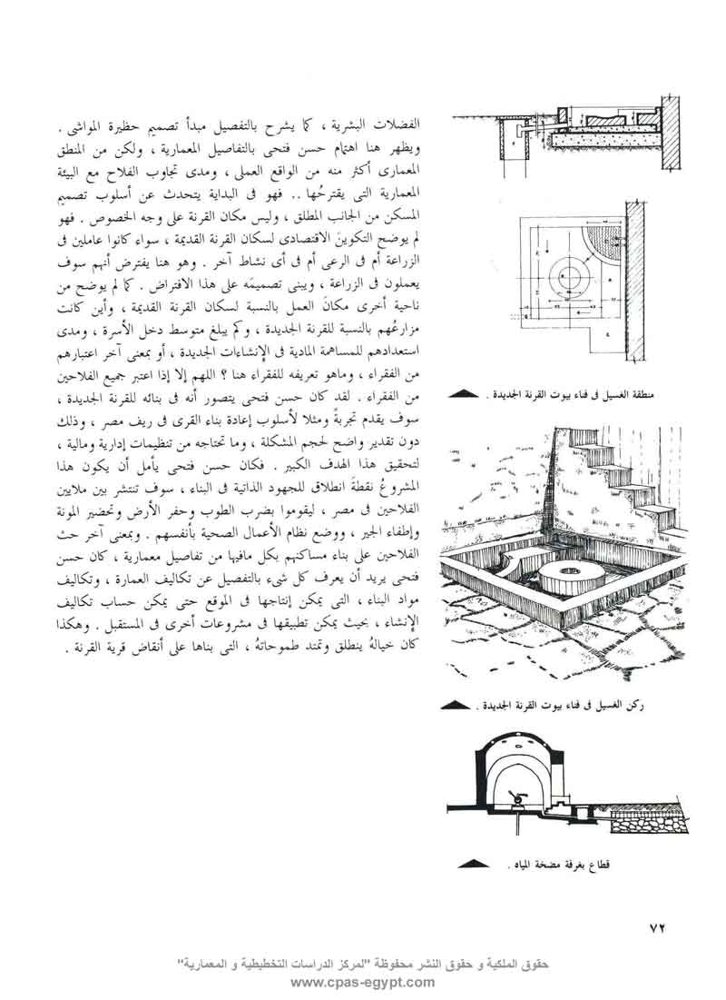 الفضلات البشرية ، كما يشرح بالتفصيل مبدأ تصميم حظيرة المواشى .
ويظهر هنا اهتمام حسن فتحى بالتفاصيل المعمارية ، ولكن من المنطق
المعمارى أكثر منه من الواقع العملى ، ومدى تجاوب الفلاح مع البيئة
المعمارية التى يقترحُها .. فهو فى البداية يتحدث عن أسلوب تصميم
المسكن من الجانب المطلق ، وليس مكان القرنة على وجه الخصوص . فهو
لم يوضح التكوينَ الاقتصادى لسكان القرنة القديمة ، سواء كانوا عاملين فى
الزراعة أم فى الرعى أم فى أى نشاط آخر . وهو هنا يفترض أنهم سوف
يعملون فى الزراعة ، ويبنى تصميمَه على هذا الافتراض . كما لم يوضح من
ناحية أخرى مكانَ العمل بالنسبة لسكان القرنة القديمة ، وأين كانت
مزارعُهم بالنسبة للقرنة الجديدة ، وكم يبلغ متوسط دخل الأسرة ، ومدى
استعدادهم للمساهمة المادية فى الإنشاءات الجديدة ، أو بمعنى آخر اعتبارهم
من الفقراء ، وماهو تعريفه للفقراء هنا ؟ اللهم إلا إذا اعتبر جميع الفلاحين
من الفقراء . لقد كان حسن فتحى يتصور أنه فى بنائه للقرنة الجديدة ،
سوف يقدم تجربةً ومثلا لأسلوب إعادة بناء القرى فى ريف مصر ، وذلك
دون تقدير واضح لحجم المشكلة ، وما تحتاجه من تنظيمات إدارية ومالية ،
لتحقيق هذا الهدف الكبير . فكان حسن فتحى يأمل أن يكون هذا
المشروعُ نقطةَ انطلاق للجهود الذاتية فى البناء ، سوف تنتشر بين ملايين
الفلاحين فى مصر ، ليقوموا بضرب الطوب وحفر الأرض وتحضير المونة
وإطفاء الجير ، ووضع نظام الأعمال الصحية بأنفسهم . وبمعنى آخر حث
الفلاحين على بناء مساكنهم بكل مافيها من تفاصيل معمارية ، كان حسن
فتحى يريد أن يعرف كل شىء بالتفصيل عن تكاليف العمارة ، وتكاليف
مواد البناء ، التى يمكن إنتاجها فى الموقع حتى يمكن حساب تكاليف
الإنشاء ، بحيث يمكن تطبيقها فى مشروعات أخرى فى المستقبل . وهكذا
كان خيالهُ ينطلق وتمتد طموحاتهُ ، التى بناها على أنقاض قرية القرنة .
منطقة الغسيل فى فناء بيوت القرنة الجديدة .
ركن الغسيل فى فناء بيوت القرنة الجديدة .
قطاع بغرفة مضخة المياه .
٧٢
حقوق الملكية و حقوق النشر محفوظة "لمركز الدراسات التخطيطية و المعمارية"
www.cpas-egypt.com